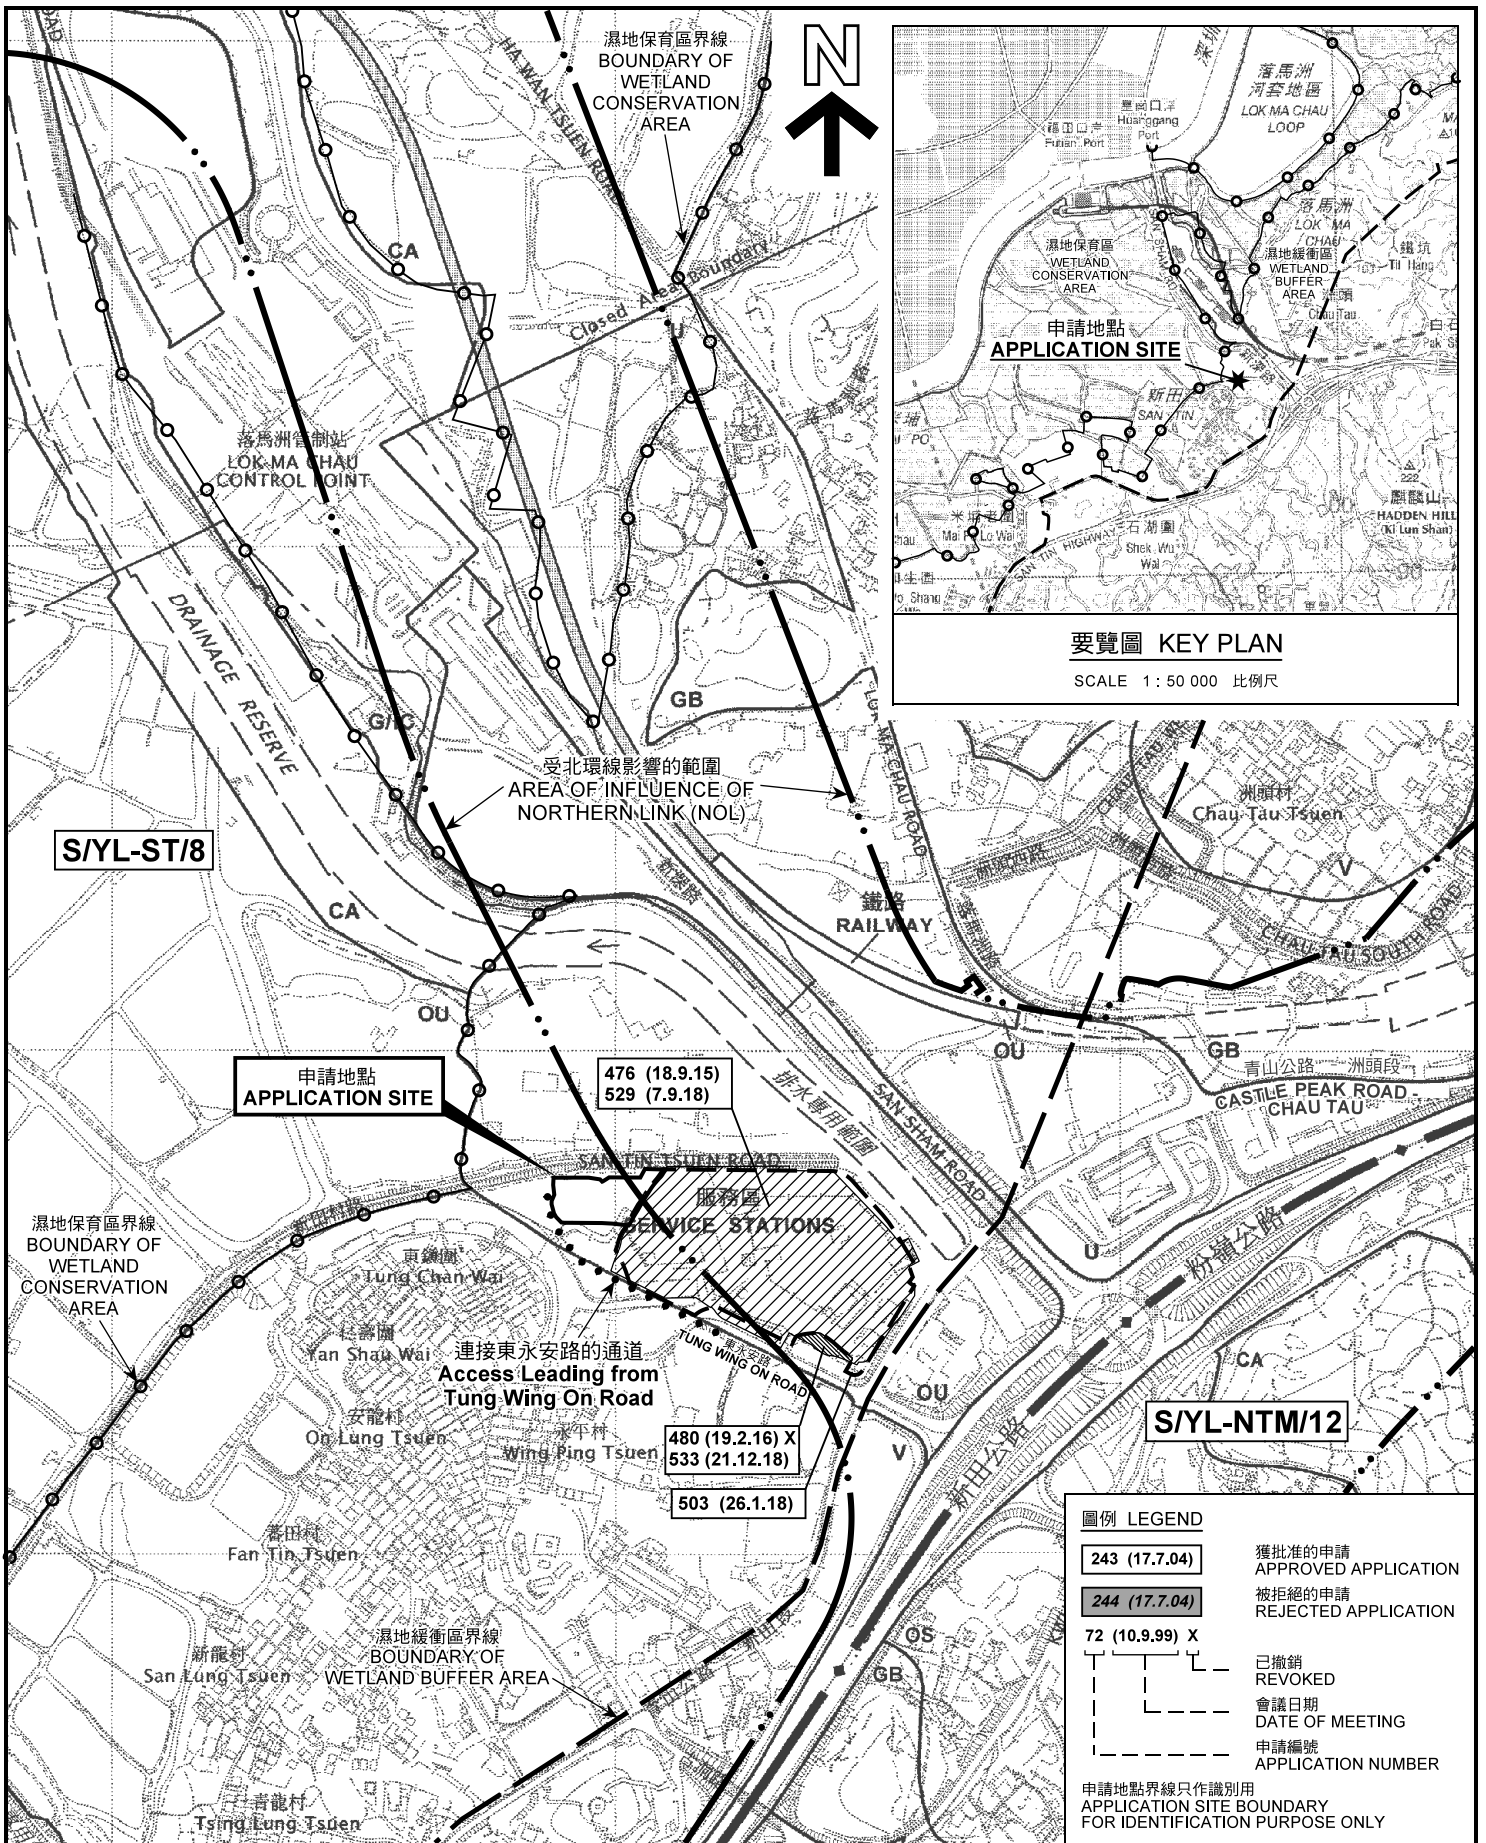 濕地保育區界線
BOUNDARY OF
WETLAND
CONSERVATION
AREA
N
HA WAN TSUEN ROAD
CA
Closed Area Boundary
U
落馬洲管制站
LOK MA CHAU
CONTROL POINT
DRAINAGE RESERVE
G/IC
GB
受北環線影響的範圍
AREA OF INFLUENCE OF
NORTHERN LINK (NOL)
S/YL-ST/8
CA
鐵路
RAILWAY
LOK MA CHAU ROAD
落馬洲路
洲頭村
Chau Tau Tsuen
V
CHAU TAU SOUTH ROAD
OU
OU
GB
青山公路 洲頭段
CASTLE PEAK ROAD -
CHAU TAU
申請地點
APPLICATION SITE
476 (18.9.15)
529 (7.9.18)
排水專用範圍
SAN SHAM ROAD
SAN TIN TSUEN ROAD
新田村路
服務區
SERVICE STATIONS
U
粉嶺公路
濕地保育區界線
BOUNDARY OF
WETLAND
CONSERVATION
AREA
東鎮圍
Tung Chan Wai
仁壽圍
Yan Shau Wai
連接東永安路的通道
Access Leading from
Tung Wing On Road
東永安路
TUNG WING ON ROAD
CA
OU
S/YL-NTM/12
安龍村
On Lung Tsuen
永平村
Wing Ping Tsuen
480 (19.2.16) X
533 (21.12.18)
503 (26.1.18)
V
新田公路
蕃田村
Fan Tin Tsuen
新龍村
San Lung Tsuen
濕地緩衝區界線
BOUNDARY OF
WETLAND BUFFER AREA
OS
GB
青龍村
Tsing Lung Tsuen
落馬洲
河套地區
LOK MA CHAU
LOOP
皇崗口岸
Huanggang
Port
福田口岸
Futian Port
落馬洲
LOK MA
CHAU
濕地保育區
WETLAND
CONSERVATION
AREA
濕地緩衝區
WETLAND
BUFFER
AREA
Chau Tau
申請地點
APPLICATION SITE
新田
SAN TIN
222
麒麟山
HADDEN HILL
(Ki Lun Shan)
石湖圍
Shek Wu
Wai
SAN TIN HIGHWAY
要覽圖 KEY PLAN
SCALE 1 : 50 000 比例尺
圖例 LEGEND
243 (17.7.04)
獲批准的申請
APPROVED APPLICATION
244 (17.7.04)
被拒絕的申請
REJECTED APPLICATION
72 (10.9.99) X
已撤銷
REVOKED
會議日期
DATE OF MEETING
申請編號
APPLICATION NUMBER
申請地點界線只作識別用
APPLICATION SITE BOUNDARY
FOR IDENTIFICATION PURPOSE ONLY